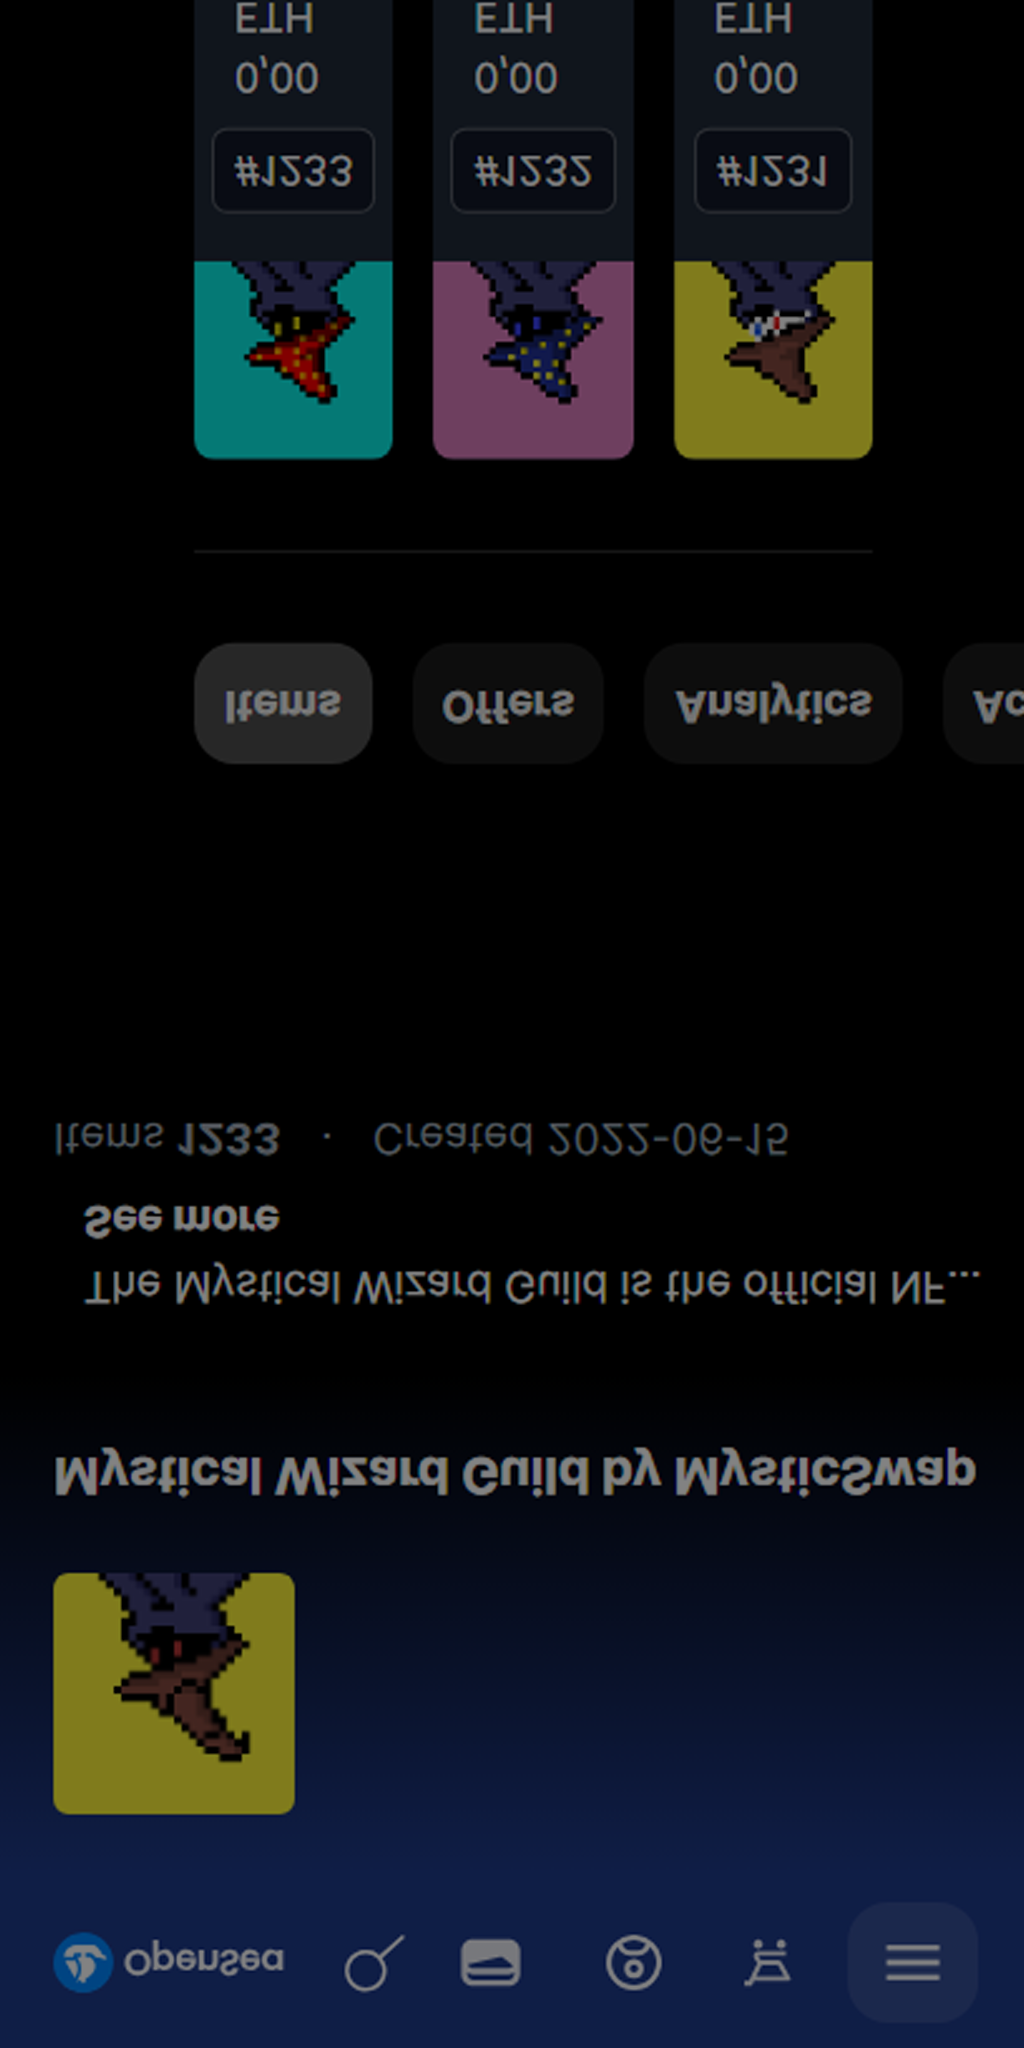 OpenSea
Mystical Wizard Guild by MysticSwap
The Mystical Wizard Guild is the official NF...
See more
Items 1233 · Created 2022-06-15
Items Offers Analytics Ac
#1233 #1232 #1231
0,00 0,00 0,00
ETH ETH ETH